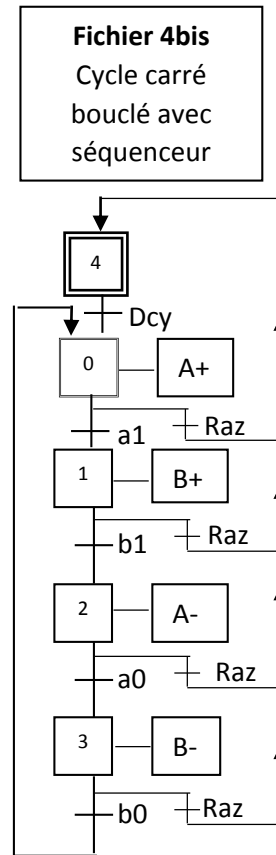 Fichier 4bis
Cycle carré
bouclé avec
séquenceur
4
Dcy
0
A+
a1
Raz
1
B+
b1
Raz
2
A-
a0
Raz
3
B-
b0
Raz